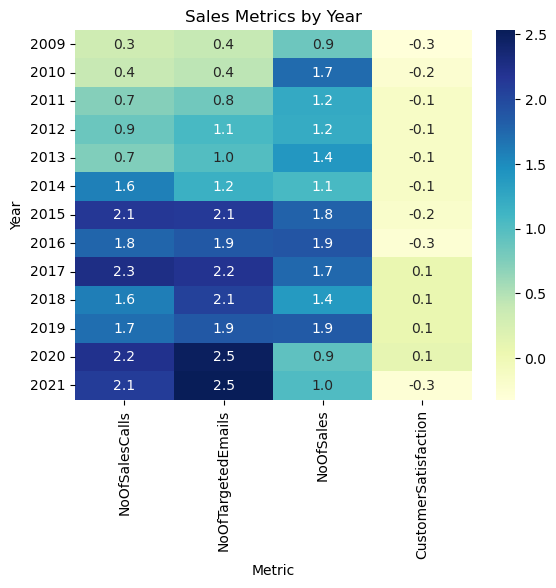 Sales Metrics by Year
2009 0.3 0.4 0.9 -0.3
2010 0.4 0.4 1.7 -0.2
2011 0.7 0.8 1.2 -0.1
2012 0.9 1.1 1.2 -0.1
2013 0.7 1.0 1.4 -0.1
2014 1.6 1.2 1.1 -0.1
2015 2.1 2.1 1.8 -0.2
2016 1.8 1.9 1.9 -0.3
2017 2.3 2.2 1.7 0.1
2018 1.6 2.1 1.4 0.1
2019 1.7 1.9 1.9 0.1
2020 2.2 2.5 0.9 0.1
2021 2.1 2.5 1.0 -0.3
Year
NoOfSalesCalls
NoOfTargetedEmails
NoOfSales
CustomerSatisfaction
Metric
2.5
2.0
1.5
1.0
0.5
0.0